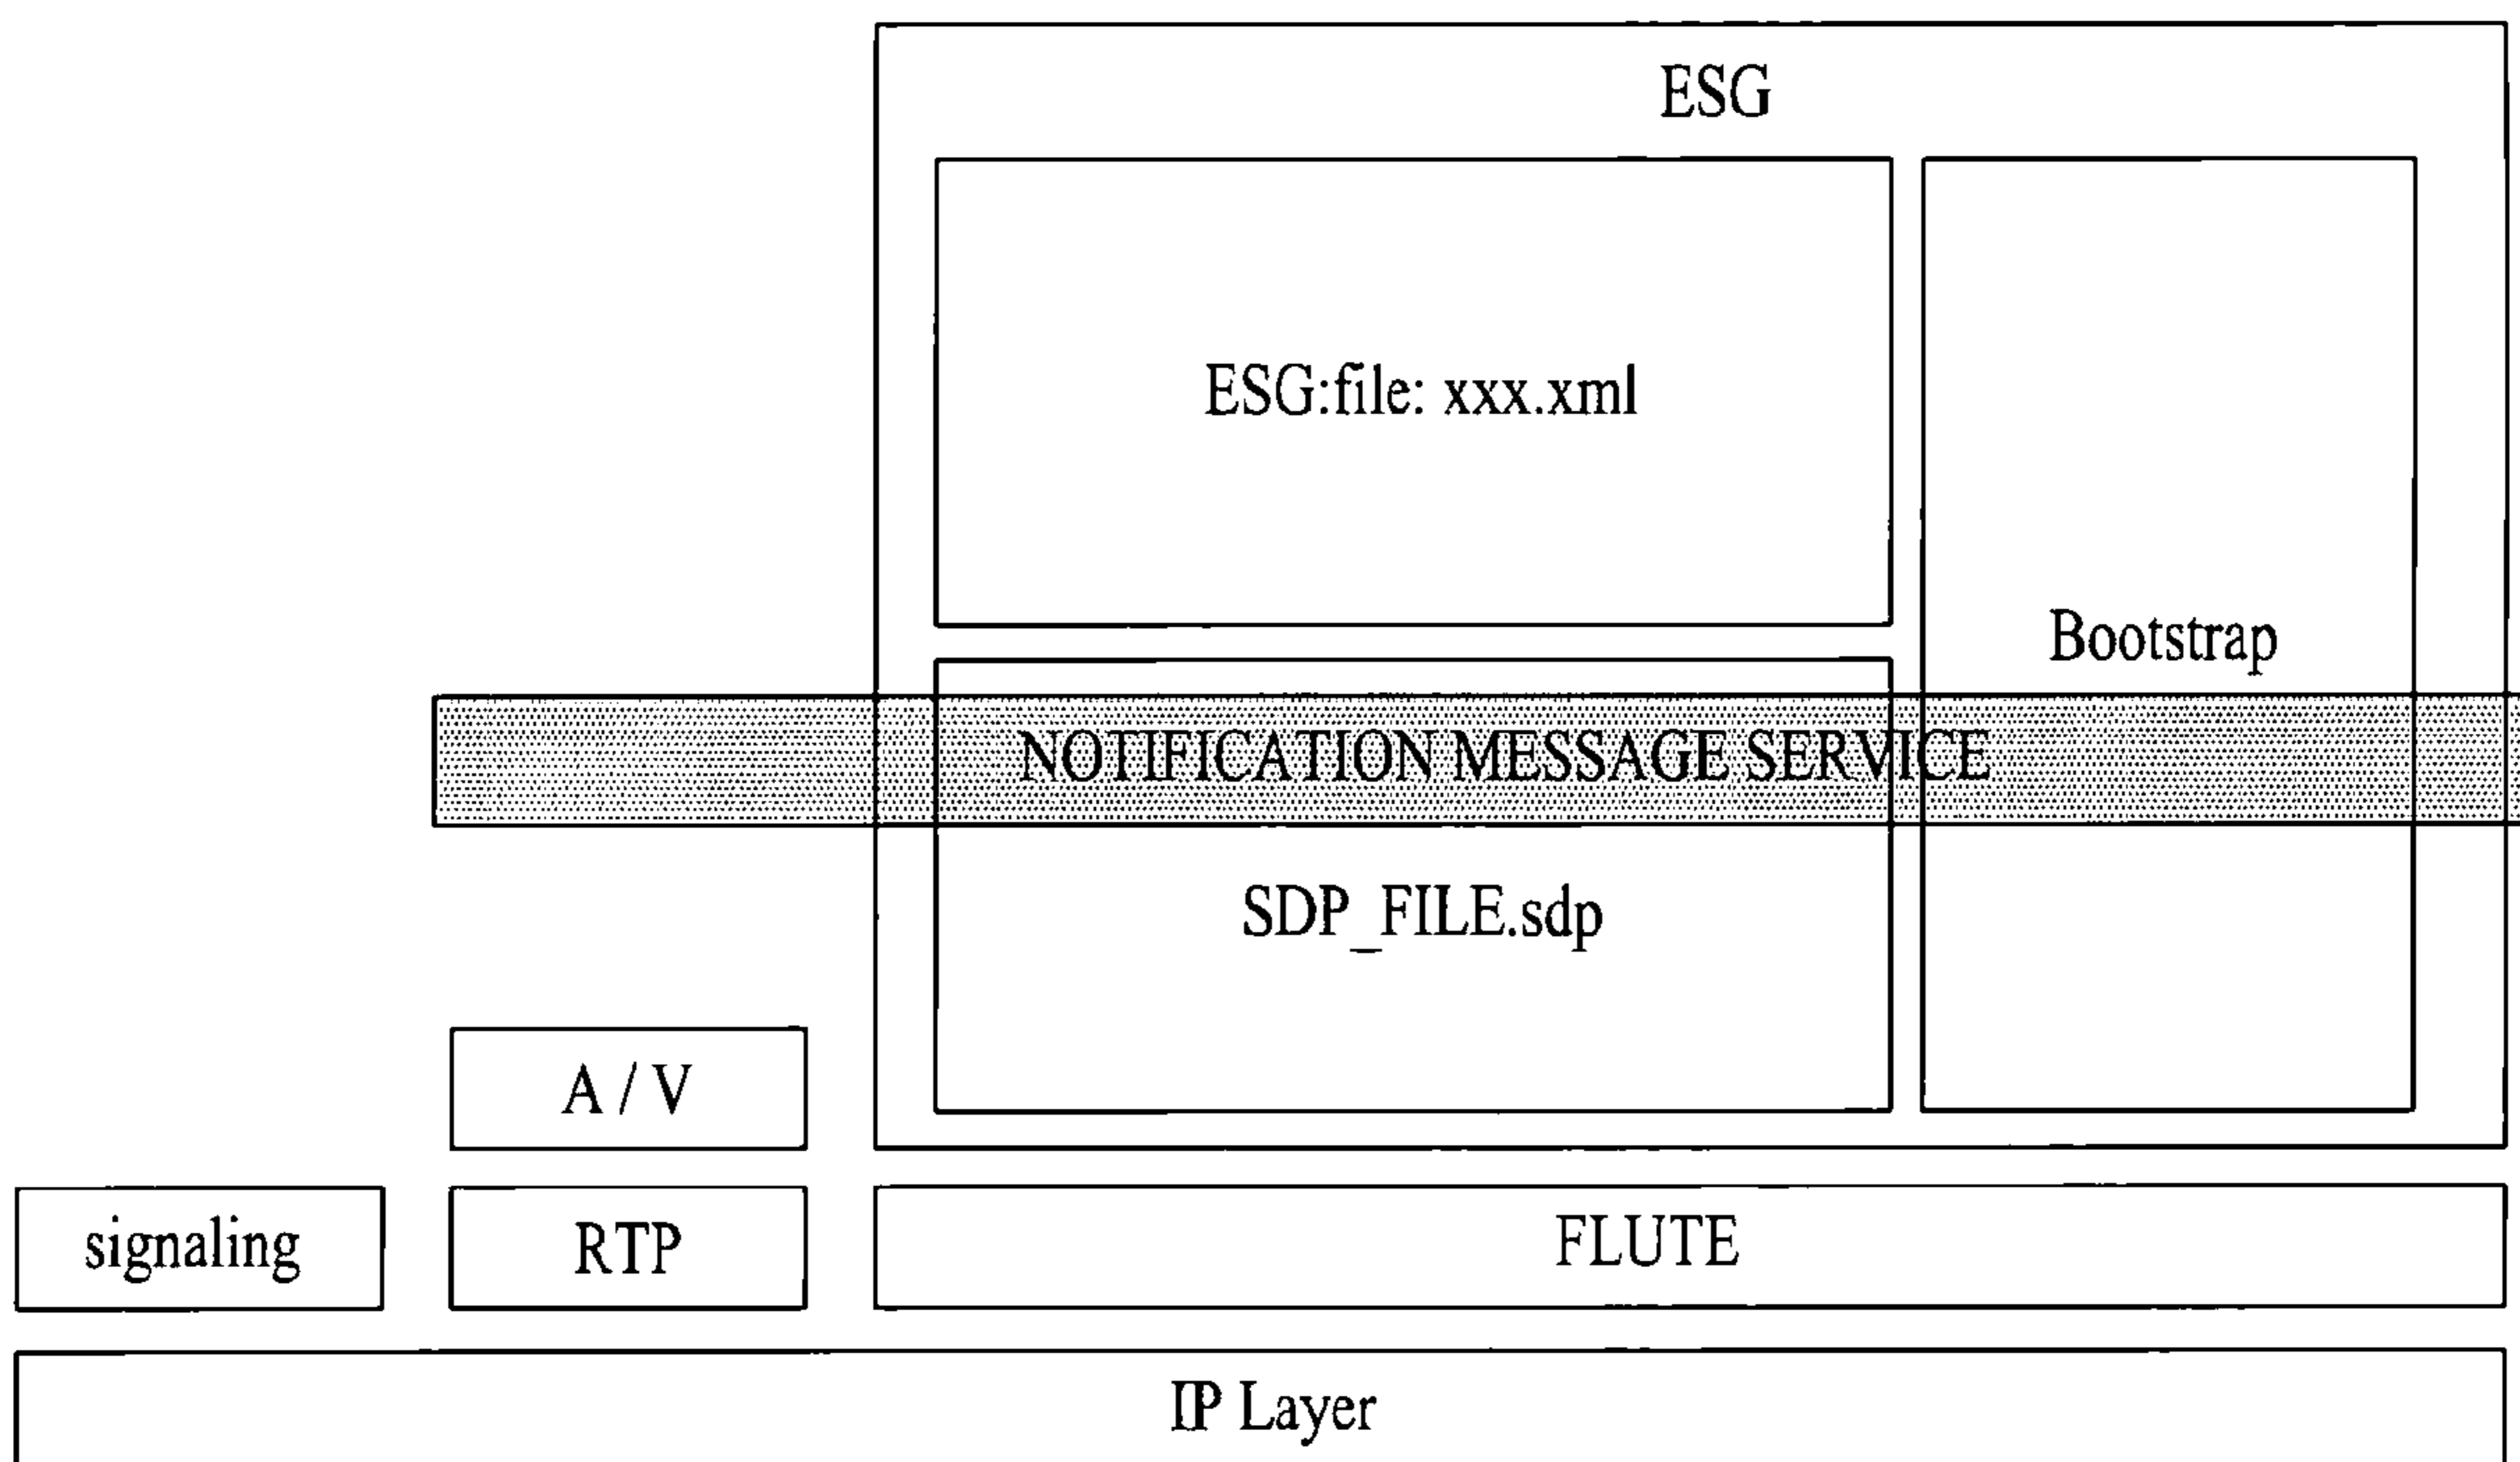 ESG
ESG:file: xxx.xml
Bootstrap
NOTIFICATION MESSAGE SERVICE
SDP_FILE.sdp
A / V
signaling
RTP
FLUTE
IP Layer